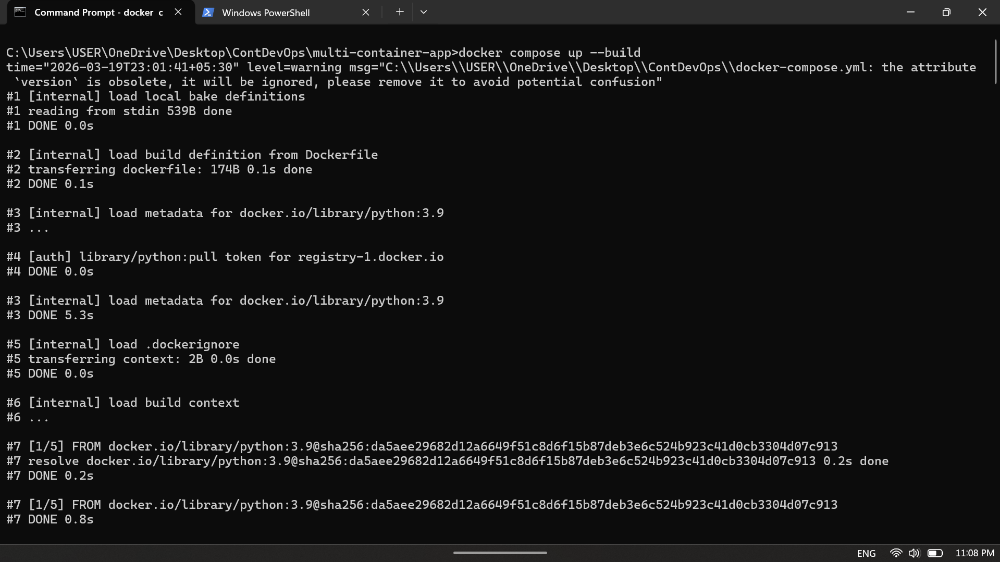 Command Prompt - docker  c
Windows PowerShell
C:\Users\USER\OneDrive\Desktop\ContDevOps\multi-container-app>docker compose up --build
time="2026-03-19T23:01:41+05:30" level=warning msg="C:\\Users\\USER\\OneDrive\\Desktop\\ContDevOps\\docker-compose.yml: the attribute
`version` is obsolete, it will be ignored, please remove it to avoid potential confusion"
#1 [internal] load local bake definitions
#1 reading from stdin 539B done
#1 DONE 0.0s
#2 [internal] load build definition from Dockerfile
#2 transferring dockerfile: 174B 0.1s done
#2 DONE 0.1s
#3 [internal] load metadata for docker.io/library/python:3.9
#3 ...
#4 [auth] library/python:pull token for registry-1.docker.io
#4 DONE 0.0s
#3 [internal] load metadata for docker.io/library/python:3.9
#3 DONE 5.3s
#5 [internal] load .dockerignore
#5 transferring context: 2B 0.0s done
#5 DONE 0.0s
#6 [internal] load build context
#6 ...
#7 [1/5] FROM docker.io/library/python:3.9@sha256:da5aee29682d12a6649f51c8d6f15b87deb3e6c524b923c41d0cb3304d07c913
#7 resolve docker.io/library/python:3.9@sha256:da5aee29682d12a6649f51c8d6f15b87deb3e6c524b923c41d0cb3304d07c913 0.2s done
#7 DONE 0.2s
#7 [1/5] FROM docker.io/library/python:3.9@sha256:da5aee29682d12a6649f51c8d6f15b87deb3e6c524b923c41d0cb3304d07c913
#7 DONE 0.8s
ENG
11:08 PM